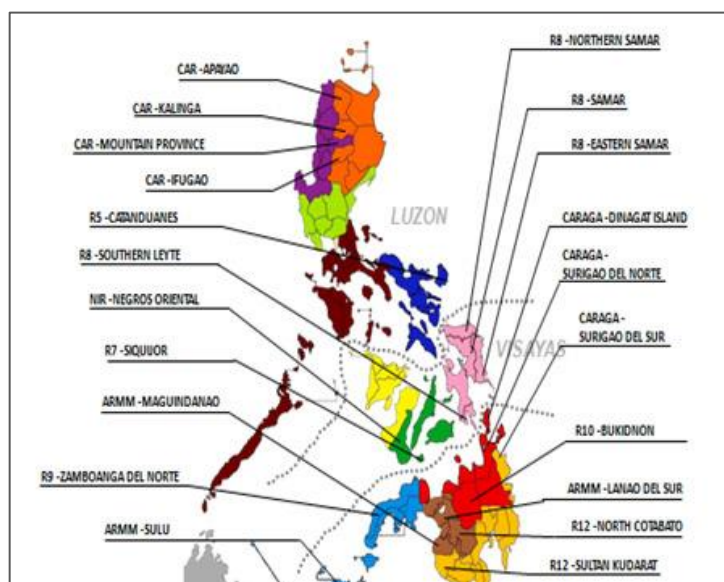 CAR -APAYAO
CAR -KALINGA
CAR -MOUNTAIN PROVINCE
CAR -IFUGAO
R5 -CATANDUANES
R8 -SOUTHERN LEYTE
NIR -NEGROS ORIENTAL
R7 -SIQUIJOR
ARMM -MAGUINDANAO
R9 -ZAMBOANGA DEL NORTE
ARMM -SULU
LUZON
VISAYAS
R8 -NORTHERN SAMAR
R8 -SAMAR
R8 -EASTERN SAMAR
CARAGA -DINAGAT ISLAND
CARAGA -
SURIGAO DEL NORTE
CARAGA -
SURIGAO DEL SUR
R10 -BUKIDNON
ARMM -LANAO DEL SUR
R12 -NORTH COTABATO
R12 -SULTAN KUDARAT